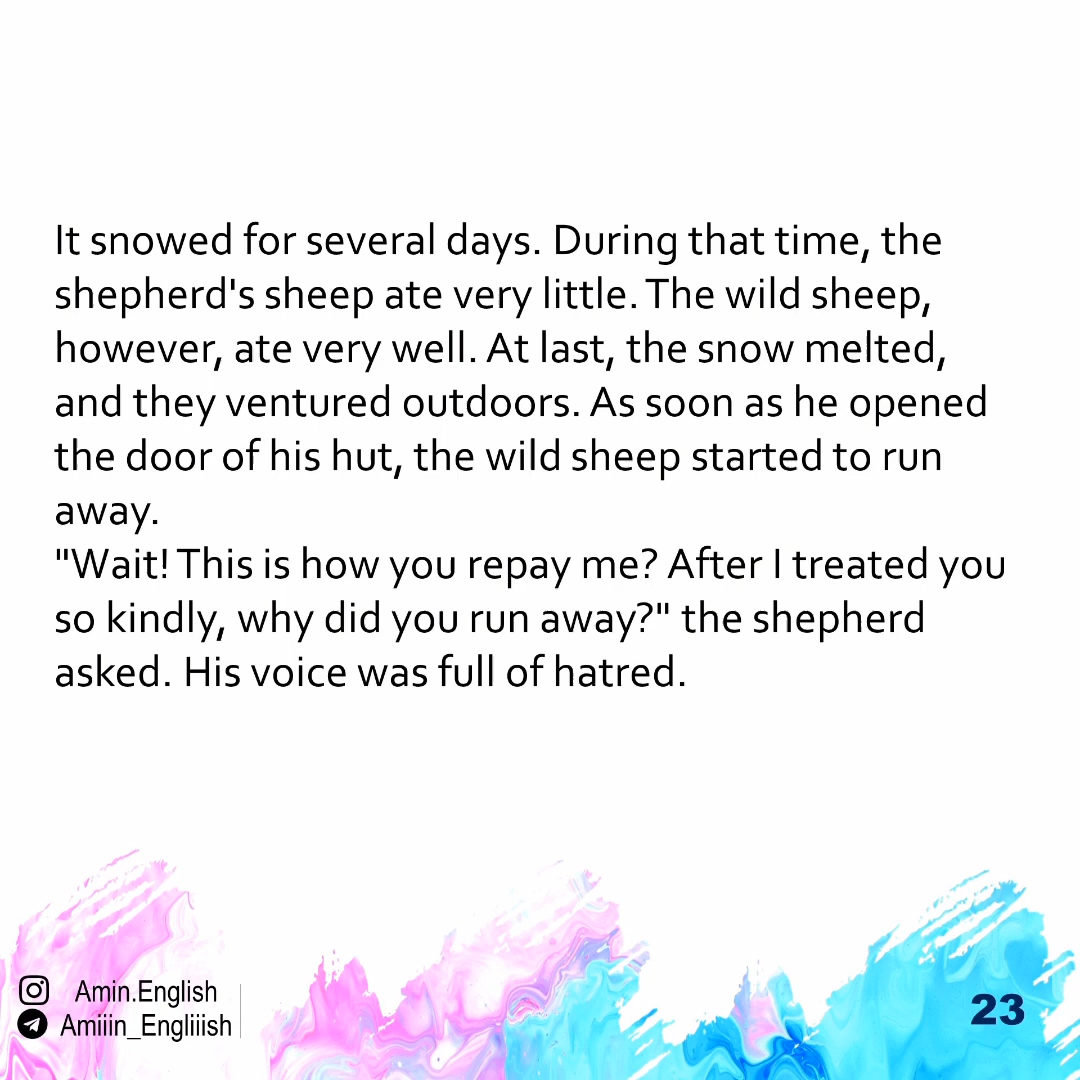 It snowed for several days. During that time, the
shepherd's sheep ate very little. The wild sheep,
however, ate very well. At last, the snow melted,
and they ventured outdoors. As soon as he opened
the door of his hut, the wild sheep started to run
away.
"Wait! This is how you repay me? After I treated you
so kindly, why did you run away?" the shepherd
asked. His voice was full of hatred.
Amin.English
Amiiin_Engliiish
23